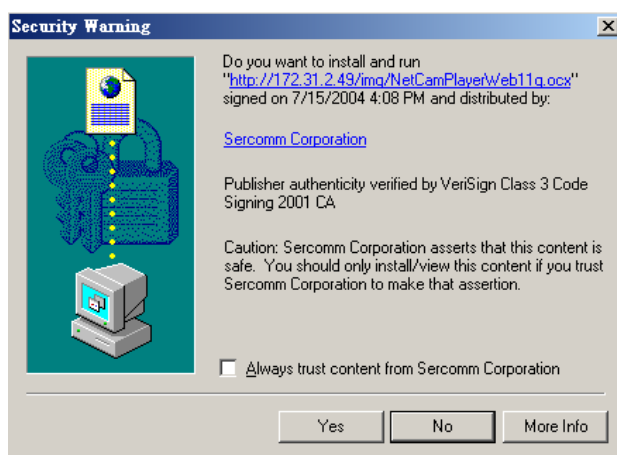 Security Warning
Do you want to install and run
"http://172.31.2.49/img/NetCamPlayerWeb11g.ocx"
signed on 7/15/2004 4:08 PM and distributed by:
Sercomm Corporation
Publisher authenticity verified by VeriSign Class 3 Code
Signing 2001 CA
Caution: Sercomm Corporation asserts that this content is
safe. You should only install/view this content if you trust
Sercomm Corporation to make that assertion.
Always trust content from Sercomm Corporation
Yes No More Info